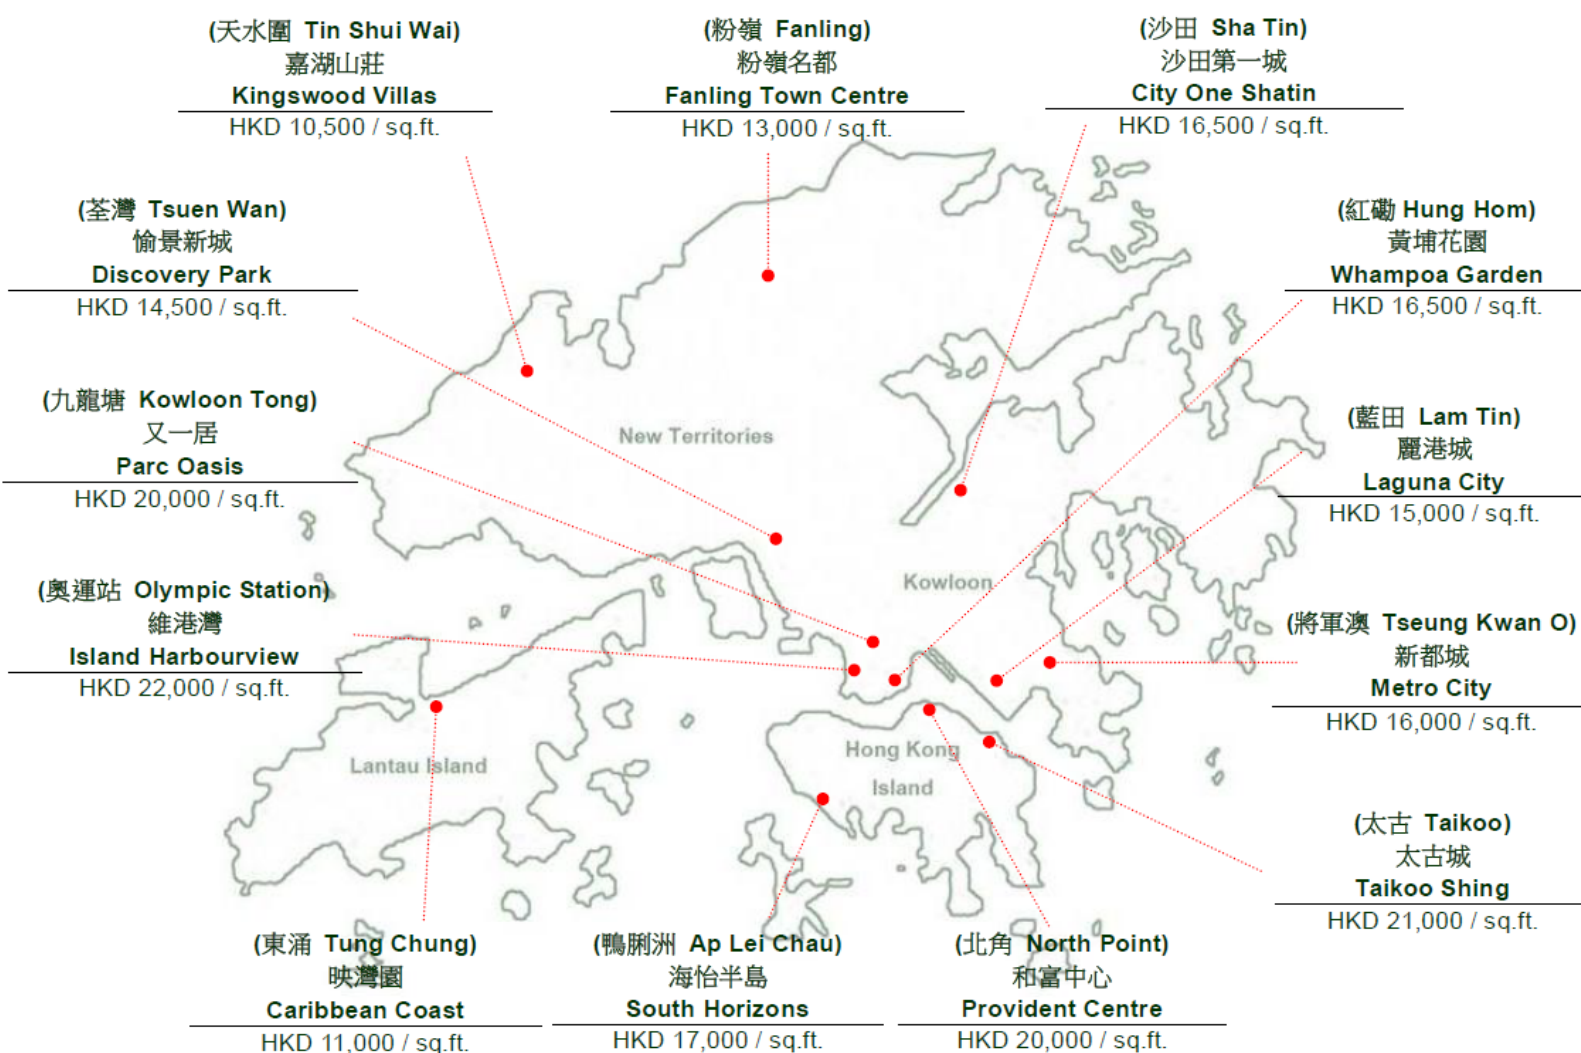 (天水圍 Tin Shui Wai)
嘉湖山莊
Kingswood Villas
HKD 10,500 / sq.ft.
(粉嶺 Fanling)
粉嶺名都
Fanling Town Centre
HKD 13,000 / sq.ft.
(沙田 Sha Tin)
沙田第一城
City One Shatin
HKD 16,500 / sq.ft.
(荃灣 Tsuen Wan)
愉景新城
Discovery Park
HKD 14,500 / sq.ft.
(紅磡 Hung Hom)
黃埔花園
Whampoa Garden
HKD 16,500 / sq.ft.
(九龍塘 Kowloon Tong)
又一居
Parc Oasis
HKD 20,000 / sq.ft.
New Territories
(藍田 Lam Tin)
麗港城
Laguna City
HKD 15,000 / sq.ft.
(奧運站 Olympic Station)
維港灣
Island Harbourview
HKD 22,000 / sq.ft.
Kowloon
(將軍澳 Tseung Kwan O)
新都城
Metro City
HKD 16,000 / sq.ft.
Lantau Island
Hong Kong
Island
(太古 Taikoo)
太古城
Taikoo Shing
HKD 21,000 / sq.ft.
(東涌 Tung Chung)
映灣園
Caribbean Coast
HKD 11,000 / sq.ft.
(鴨脷洲 Ap Lei Chau)
海怡半島
South Horizons
HKD 17,000 / sq.ft.
(北角 North Point)
和富中心
Provident Centre
HKD 20,000 / sq.ft.